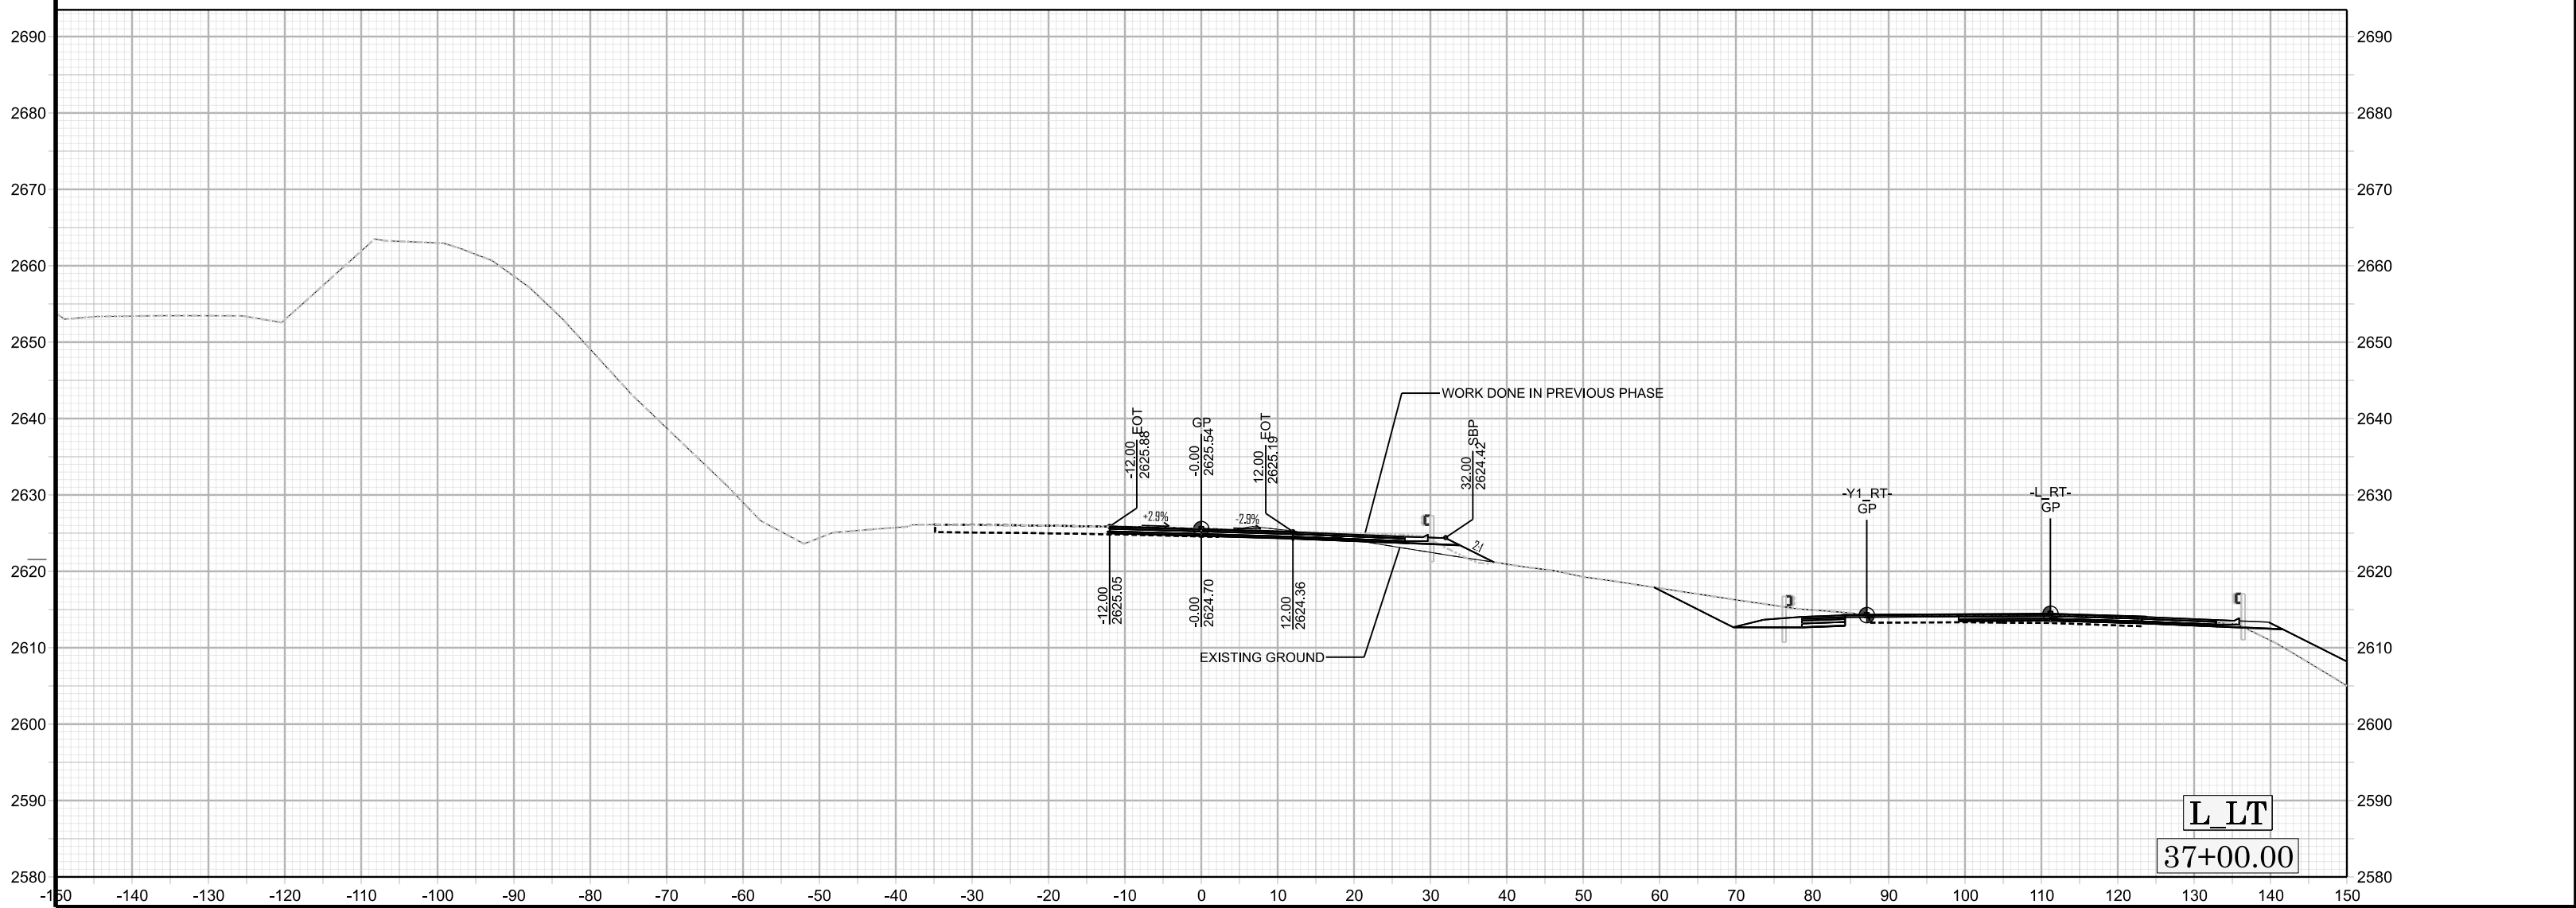 2690 2690
2680 2680
2670 2670
2660 2660
2650 2650
2640 2640
2630 2630
2620 2620
2610 2610
2600 2600
2590 2590
2580 2580
WORK DONE IN PREVIOUS PHASE
-12.00 EOT
2625.88
GP
-0.00
2625.54
12.00 EOT
2625.19
32.00 SBP
2624.42
+2.9%
-2.9%
2:1
-Y1_RT-
GP
-L_RT-
GP
-12.00
2625.05
-0.00
2624.70
12.00
2624.36
EXISTING GROUND
L_LT
37+00.00
-150 -140 -130 -120 -110 -100 -90 -80 -70 -60 -50 -40 -30 -20 -10 0 10 20 30 40 50 60 70 80 90 100 110 120 130 140 150